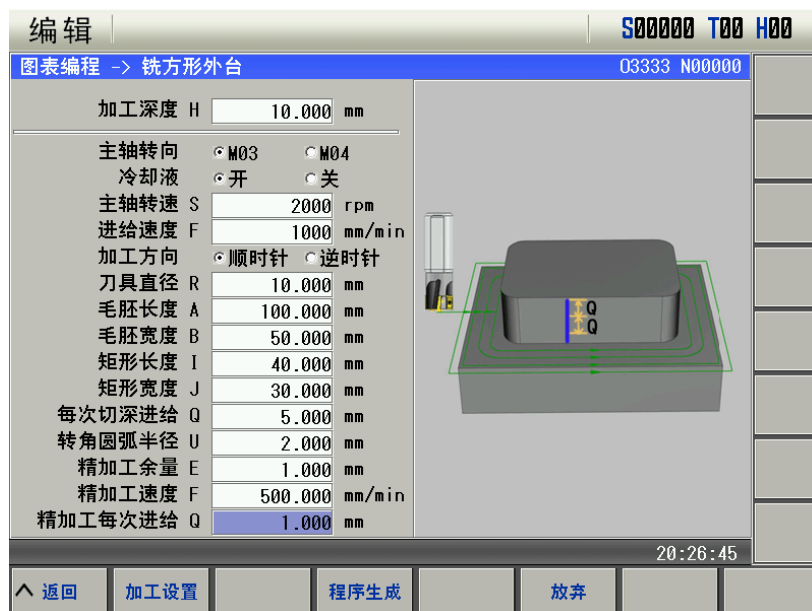 编辑 S00000 T00 H00
图表编程 -> 铣方形外台 O3333 N00000
加工深度 H 10.000 mm
主轴转向 M03 M04
冷却液 开 关
主轴转速 S 2000 rpm
进给速度 F 1000 mm/min
加工方向 顺时针 逆时针
刀具直径 R 10.000 mm
毛胚长度 A 100.000 mm
毛胚宽度 B 50.000 mm
矩形长度 I 40.000 mm
矩形宽度 J 30.000 mm
每次切深进给 Q 5.000 mm
转角圆弧半径 U 2.000 mm
精加工余量 E 1.000 mm
精加工速度 F 500.000 mm/min
精加工每次进给 Q 1.000 mm
Q
Q
20:26:45
返回 加工设置 程序生成 放弃